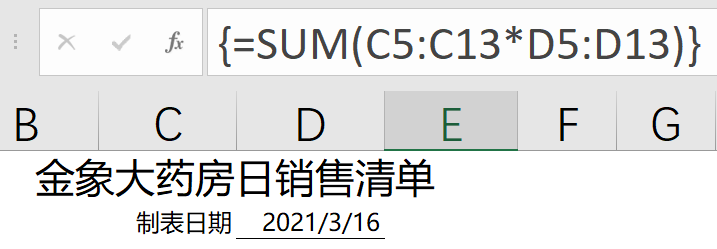 {=SUM(C5:C13*D5:D13)}
B C D E F G
金象大药房日销售清单
制表日期 2021/3/16